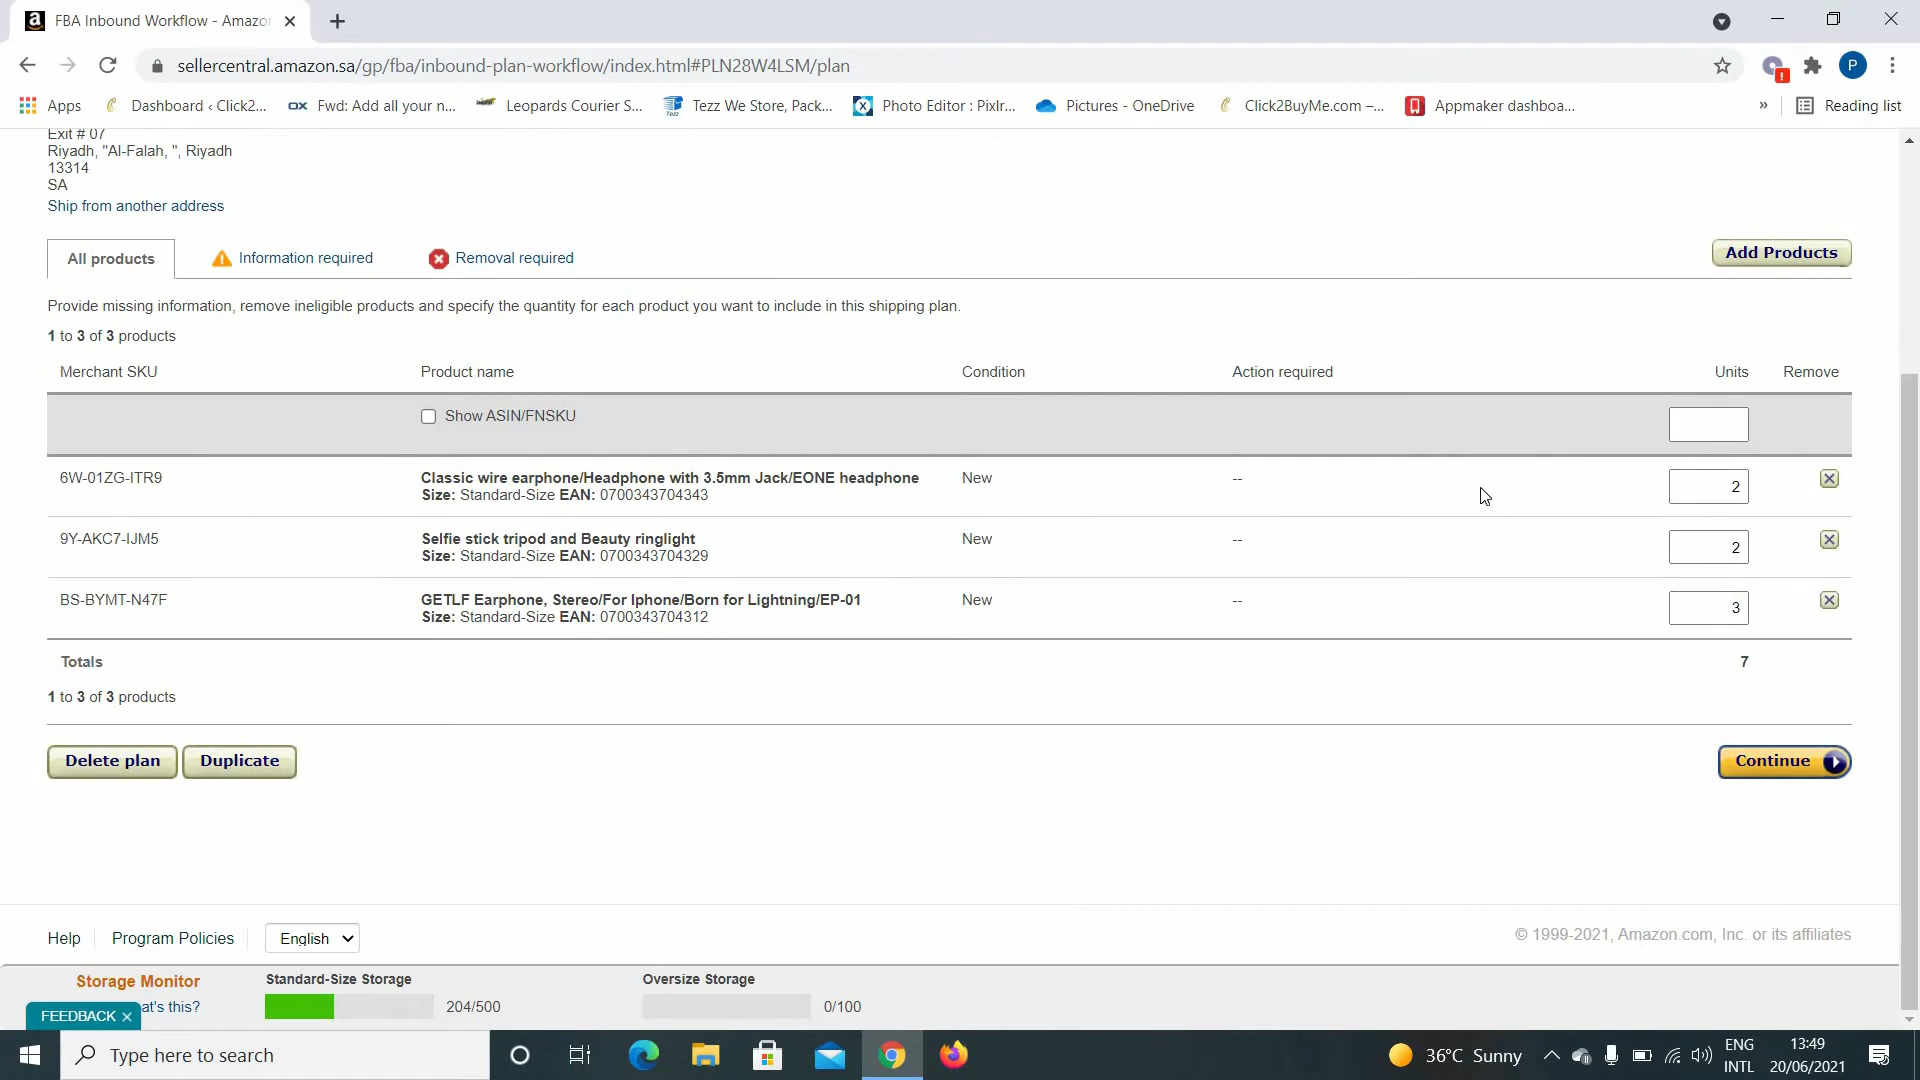 FBA Inbound Workflow - Amazo
sellercentral.amazon.sa/gp/fba/inbound-plan-workflow/index.html#PLN28W4LSM/plan
P
Apps
Dashboard ‹ Click2...
OX Fwd: Add all your n...
Leopards Courier S...
Tezz We Store, Pack...
Photo Editor : Pixlr...
Pictures - OneDrive
Click2BuyMe.com –...
Appmaker dashboa...
»
Reading list
Exit # 07
Riyadh, "Al-Falah, ", Riyadh
13314
SA
Ship from another address
All products
Information required
Removal required
Add Products
Provide missing information, remove ineligible products and specify the quantity for each product you want to include in this shipping plan.
1 to 3 of 3 products
Merchant SKU Product name Condition Action required Units Remove
Show ASIN/FNSKU
6W-01ZG-ITR9 Classic wire earphone/Headphone with 3.5mm Jack/EONE headphone New -- 2
Size: Standard-Size EAN: 0700343704343
9Y-AKC7-IJM5 Selfie stick tripod and Beauty ringlight New -- 2
Size: Standard-Size EAN: 0700343704329
BS-BYMT-N47F GETLF Earphone, Stereo/For Iphone/Born for Lightning/EP-01 New -- 3
Size: Standard-Size EAN: 0700343704312
Totals 7
1 to 3 of 3 products
Delete plan Duplicate Continue
Help Program Policies English © 1999-2021, Amazon.com, Inc. or its affiliates
Storage Monitor Standard-Size Storage Oversize Storage
at's this? 204/500 0/100
FEEDBACK ×
Type here to search
36°C Sunny
ENG
INTL
13:49
20/06/2021